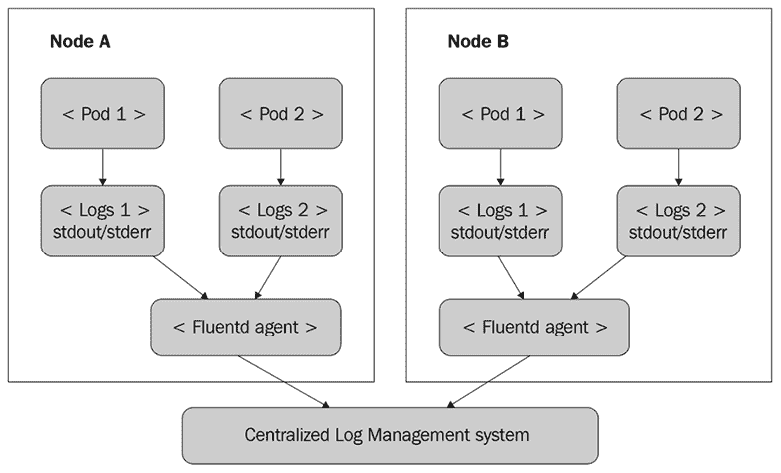 Node A
< Pod 1 >
< Pod 2 >
< Logs 1 >
stdout/stderr
< Logs 2 >
stdout/stderr
< Fluentd agent >
Node B
< Pod 1 >
< Pod 2 >
< Logs 1 >
stdout/stderr
< Logs 2 >
stdout/stderr
< Fluentd agent >
Centralized Log Management system